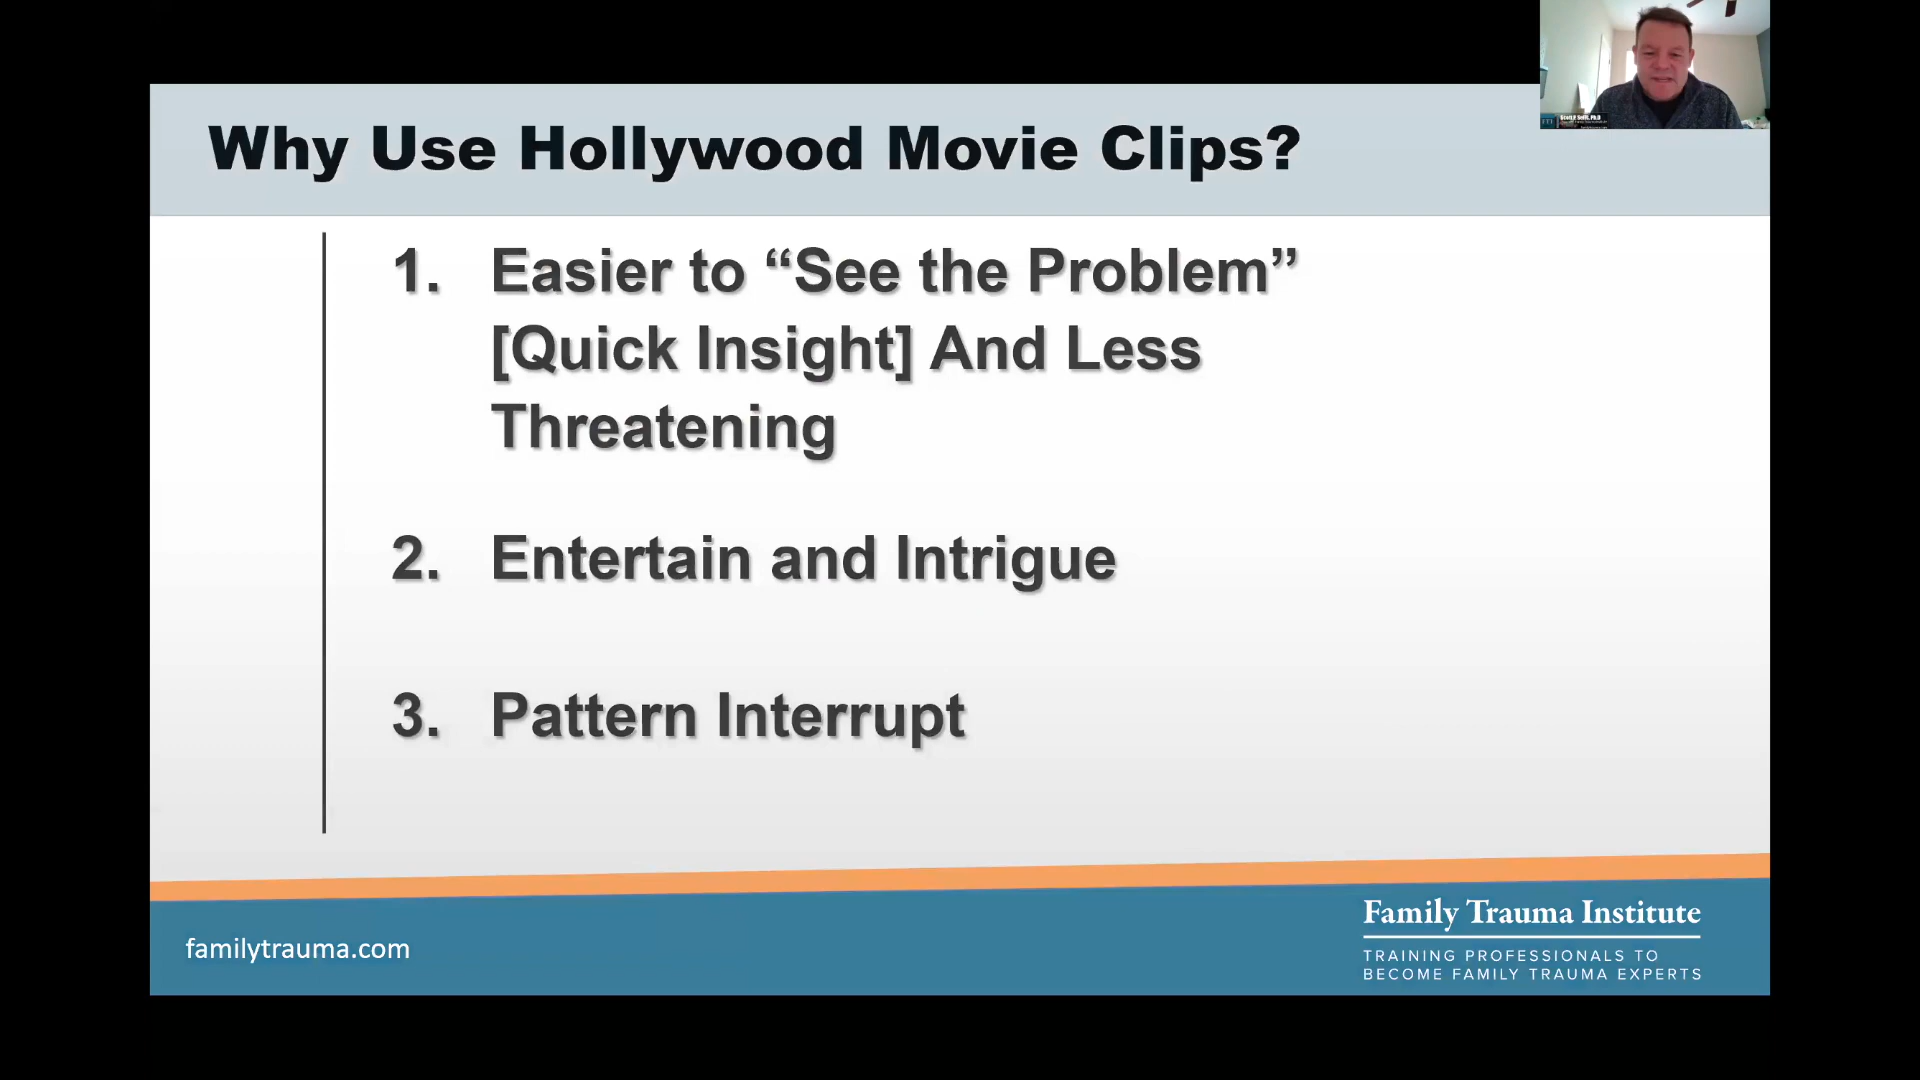 Why Use Hollywood Movie Clips?
1. Easier to “See the Problem”
[Quick Insight] And Less
Threatening
2. Entertain and Intrigue
3. Pattern Interrupt
familytrauma.com
Family Trauma Institute
TRAINING PROFESSIONALS TO
BECOME FAMILY TRAUMA EXPERTS